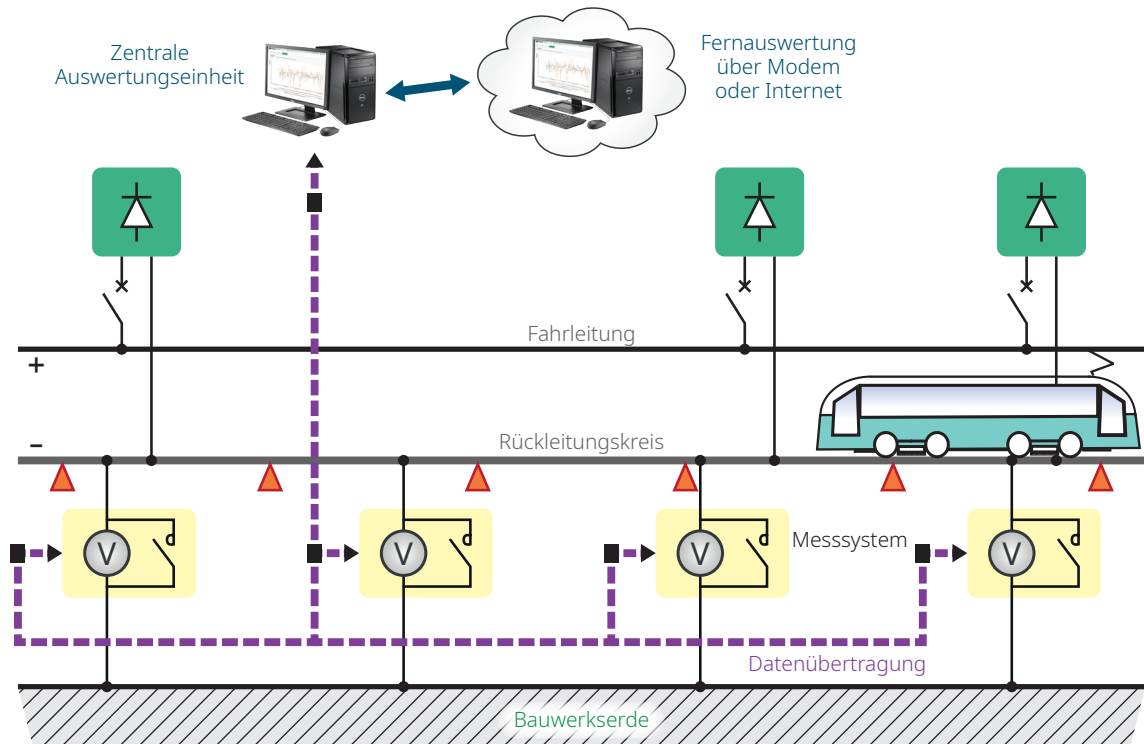 Zentrale
Auswertungseinheit
Fernauswertung
über Modem
oder Internet
Fahrleitung
+
–
Rückleitungskreis
V
V
V
Messsystem
V
Datenübertragung
Bauwerkserde